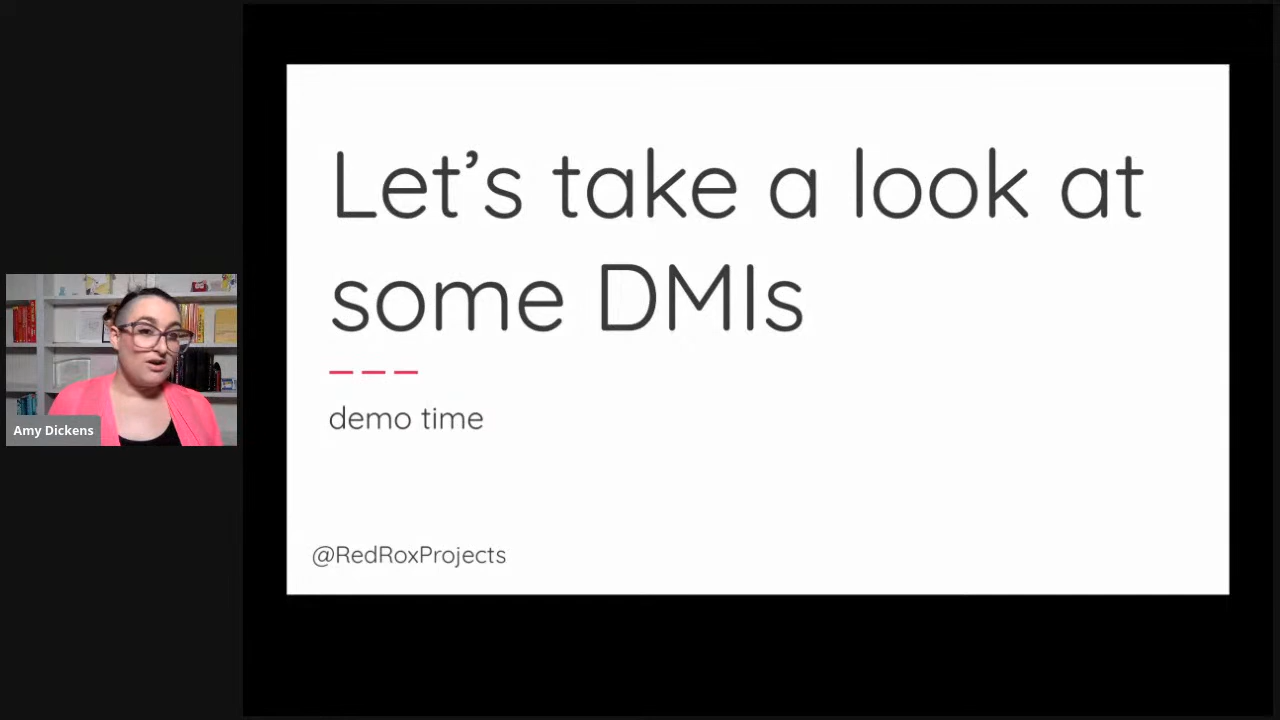 Let's take a look at
some DMIs
demo time
@RedRoxProjects
Amy Dickens